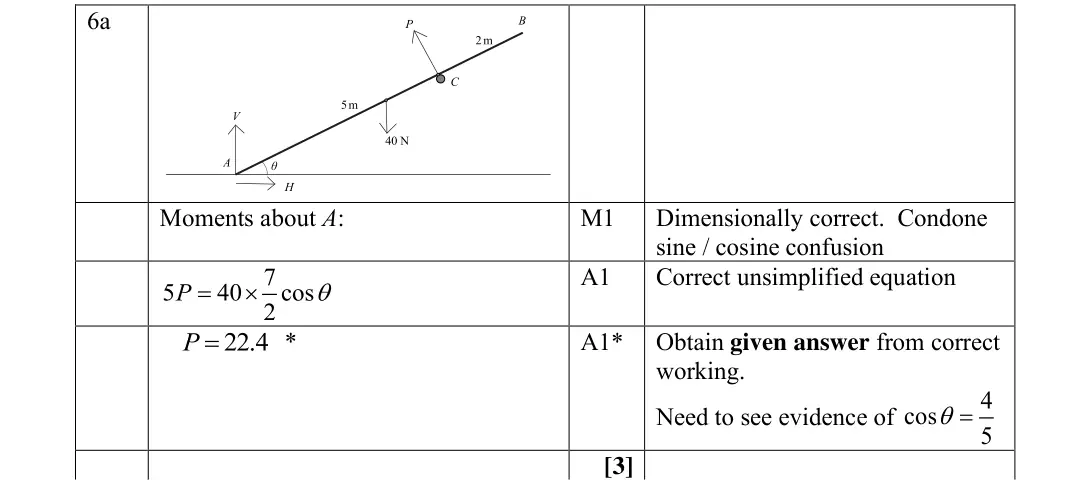 6a
P
B
2 m
C
5 m
V
40 N
A
θ
H
Moments about A:
M1
Dimensionally correct. Condone
sine / cosine confusion
5P = 40 × 7/2 cos θ
A1
Correct unsimplified equation
P = 22.4 *
A1*
Obtain given answer from correct
working.
Need to see evidence of cos θ = 4/5
[3]